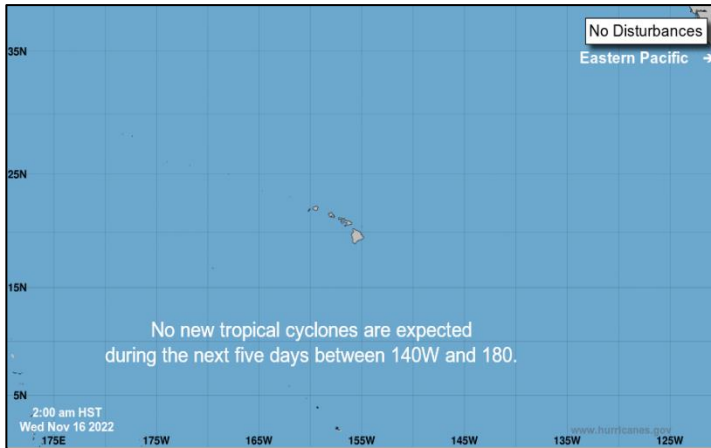 No Disturbances
Eastern Pacific →
35N
25N
15N
No new tropical cyclones are expected
during the next five days between 140W and 180.
5N
2:00 am HST
Wed Nov 16 2022
www.hurricanes.gov
175E 175W 165W 155W 145W 135W 125W